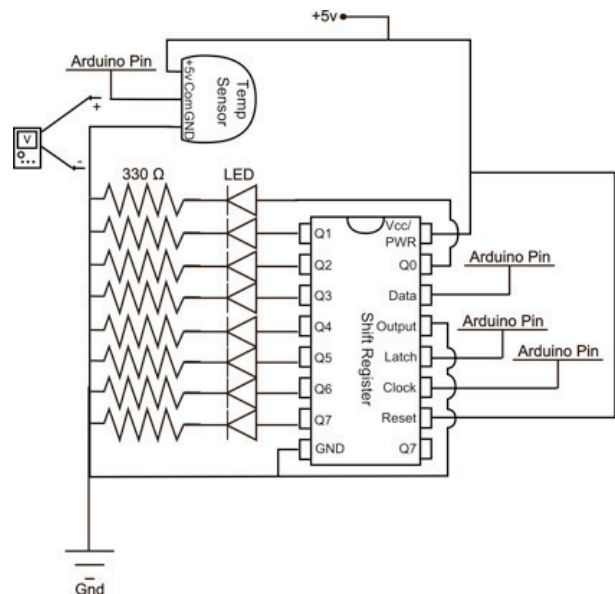 +5v
Arduino Pin
+5v
Com
GND
Temp
Sensor
+
V
-
330 Ω
LED
Vcc/
PWR
Q1
Q0
Q2
Arduino Pin
Q3
Data
Q4
Output
Arduino Pin
Q5
Latch
Arduino Pin
Q6
Clock
Q7
Reset
GND
Q7
Shift Register
Gnd